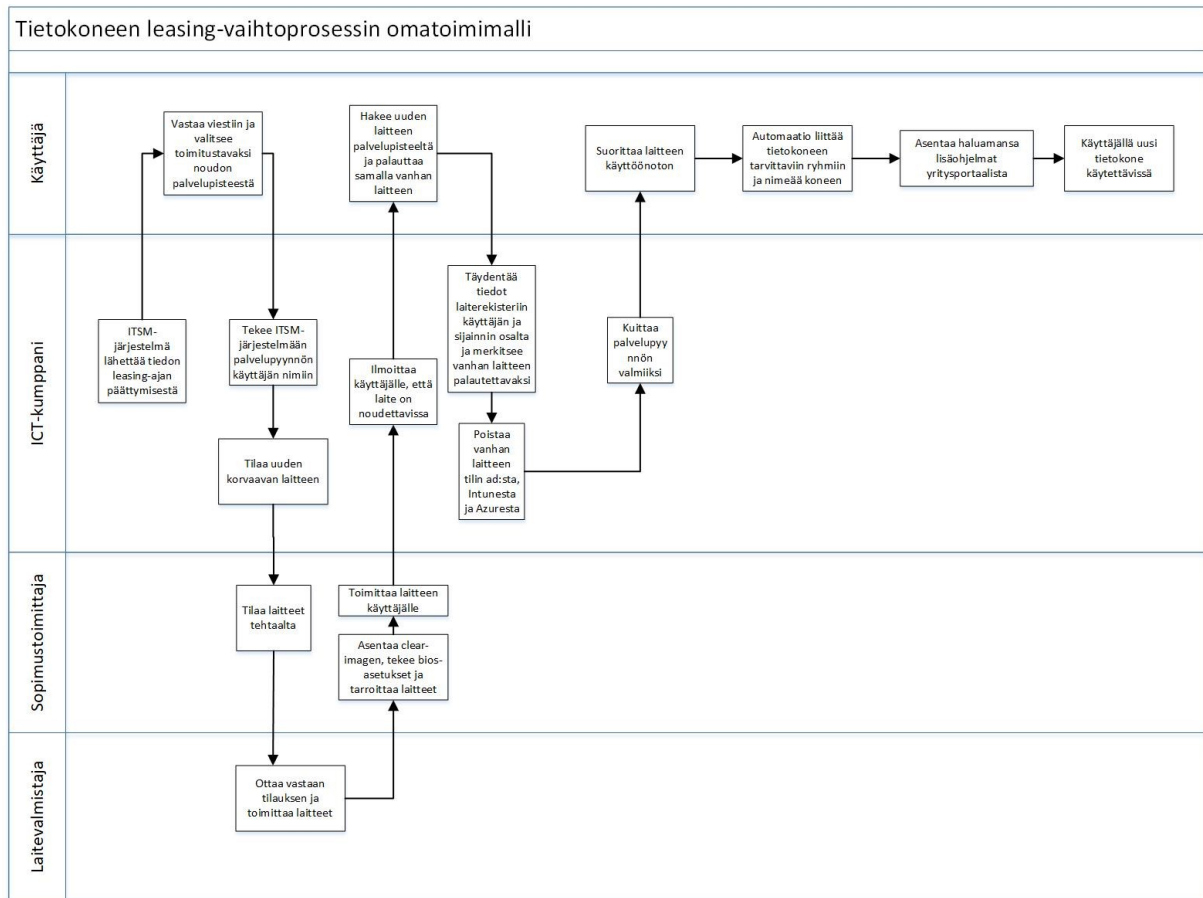 Tietokoneen leasing-vaihtoprosessin omatoimimalli
Käyttäjä
Vastaa viestiin ja
valitsee
toimitustavaksi
noudon
palvelupisteestä
Hakee uuden
laitteen
palvelupisteeltä
ja palauttaa
samalla vanhan
laitteen
Suorittaa laitteen
käyttöönoton
Automaatio liittää
tietokoneen
tarvittaviin ryhmiin
ja nimeää koneen
Asentaa haluamansa
lisäohjelmat
yritysportaalista
Käyttäjällä uusi
tietokone
käytettävissä
ICT-kumppani
ITSM-
järjestelmä
lähettää tiedon
leasing-ajan
päättymisestä
Tekee ITSM-
järjestelmään
palvelupyynnön
käyttäjän nimiin
Tilaa uuden
korvaavan laitteen
Ilmoittaa
käyttäjälle, että
laite on
noudettavissa
Täydentää
tiedot
laiterekisteriin
käyttäjän ja
sijainnin osalta
ja merkitsee
vanhan laitteen
palautettavaksi
Poistaa
vanhan
laitteen
tilin ad:sta,
Intunesta
ja Azuresta
Kuittaa
palvelupyy
nnön
valmiiksi
Sopimustoimittaja
Tilaa laitteet
tehtaalta
Toimittaa laitteen
käyttäjälle
Asentaa clear-
imagen, tekee bios-
asetukset ja
tarroittaa laitteet
Laitevalmistaja
Ottaa vastaan
tilauksen ja
toimittaa laitteet